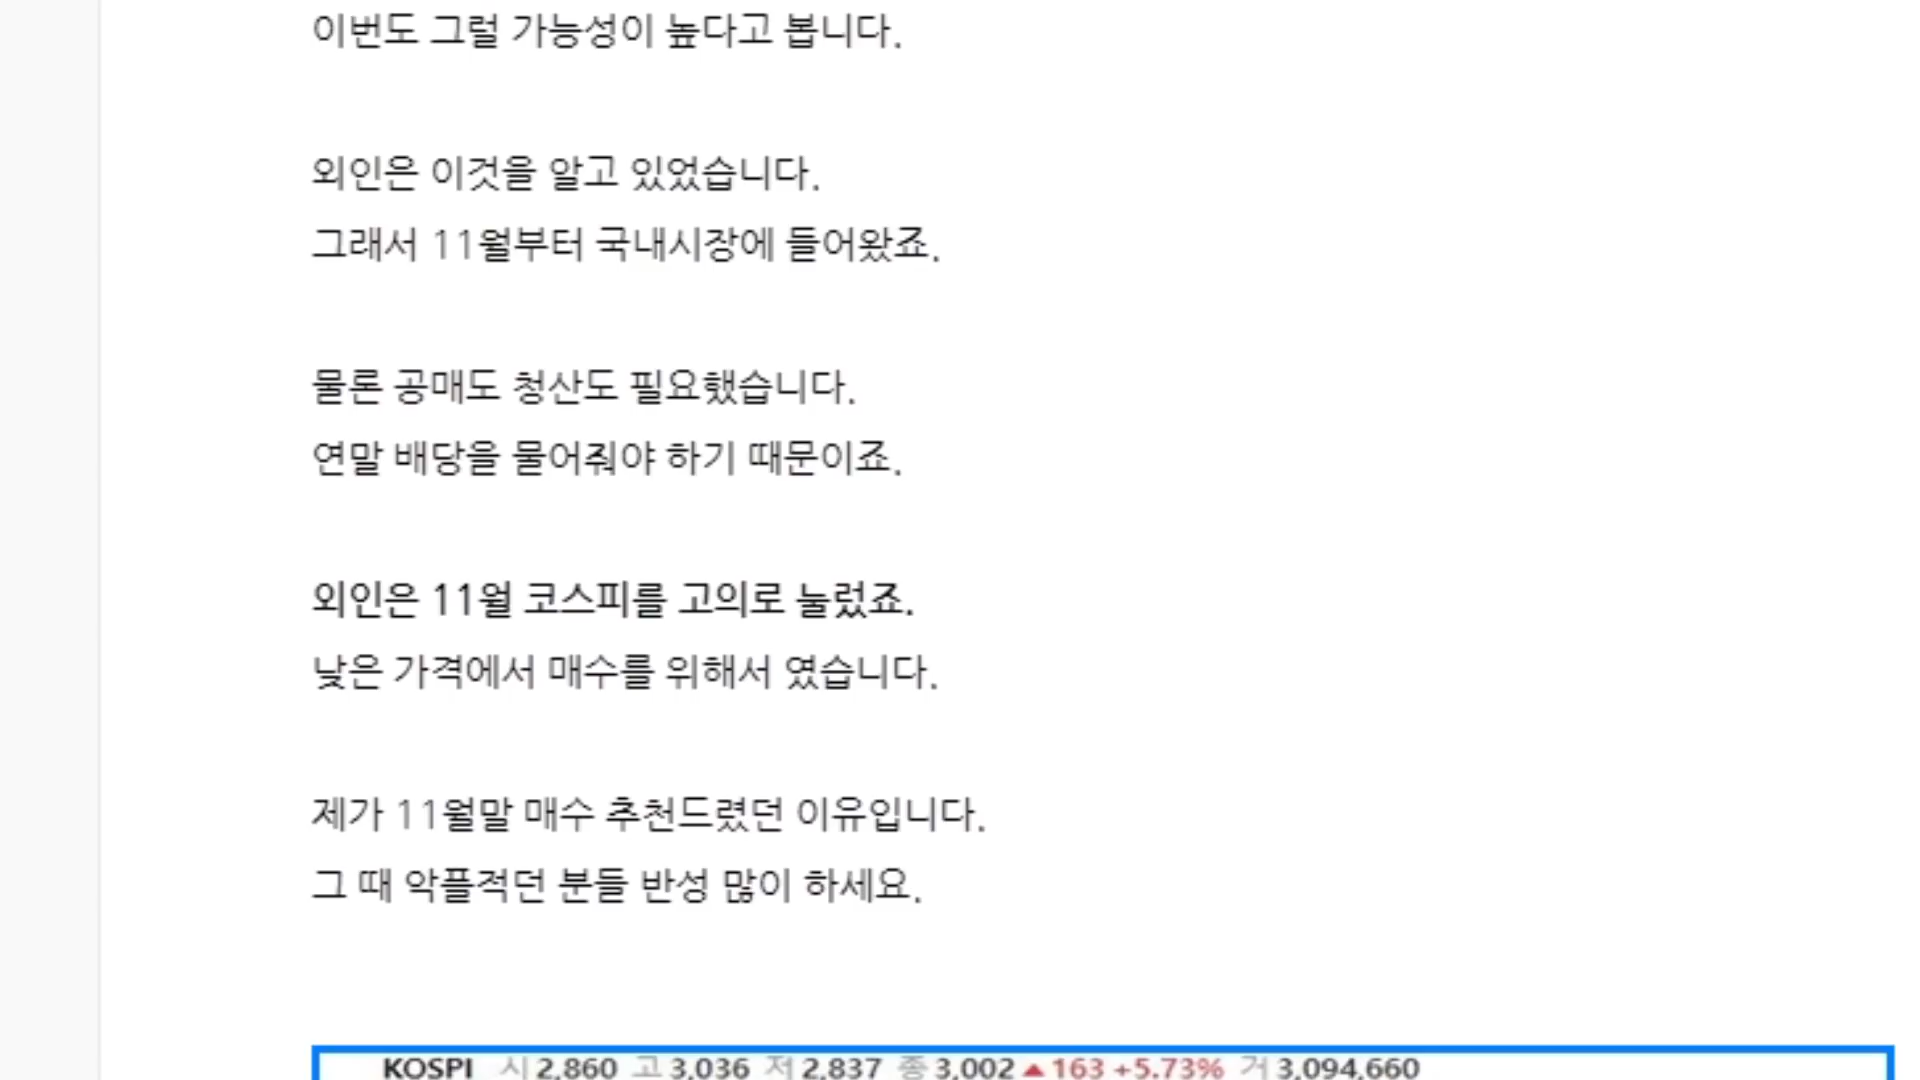 이번도 그럴 가능성이 높다고 봅니다.
외인은 이것을 알고 있었습니다.
그래서 11월부터 국내시장에 들어왔죠.
물론 공매도 청산도 필요했습니다.
연말 배당을 물어줘야 하기 때문이죠.
외인은 11월 코스피를 고의로 눌렀죠.
낮은 가격에서 매수를 위해서 였습니다.
제가 11월말 매수 추천드렸던 이유입니다.
그 때 악플적던 분들 반성 많이 하세요.
KOSPI 시 2,860 고 3,036 저 2,837 종 3,002 ▲ 163 +5.73% 거 3,094,660